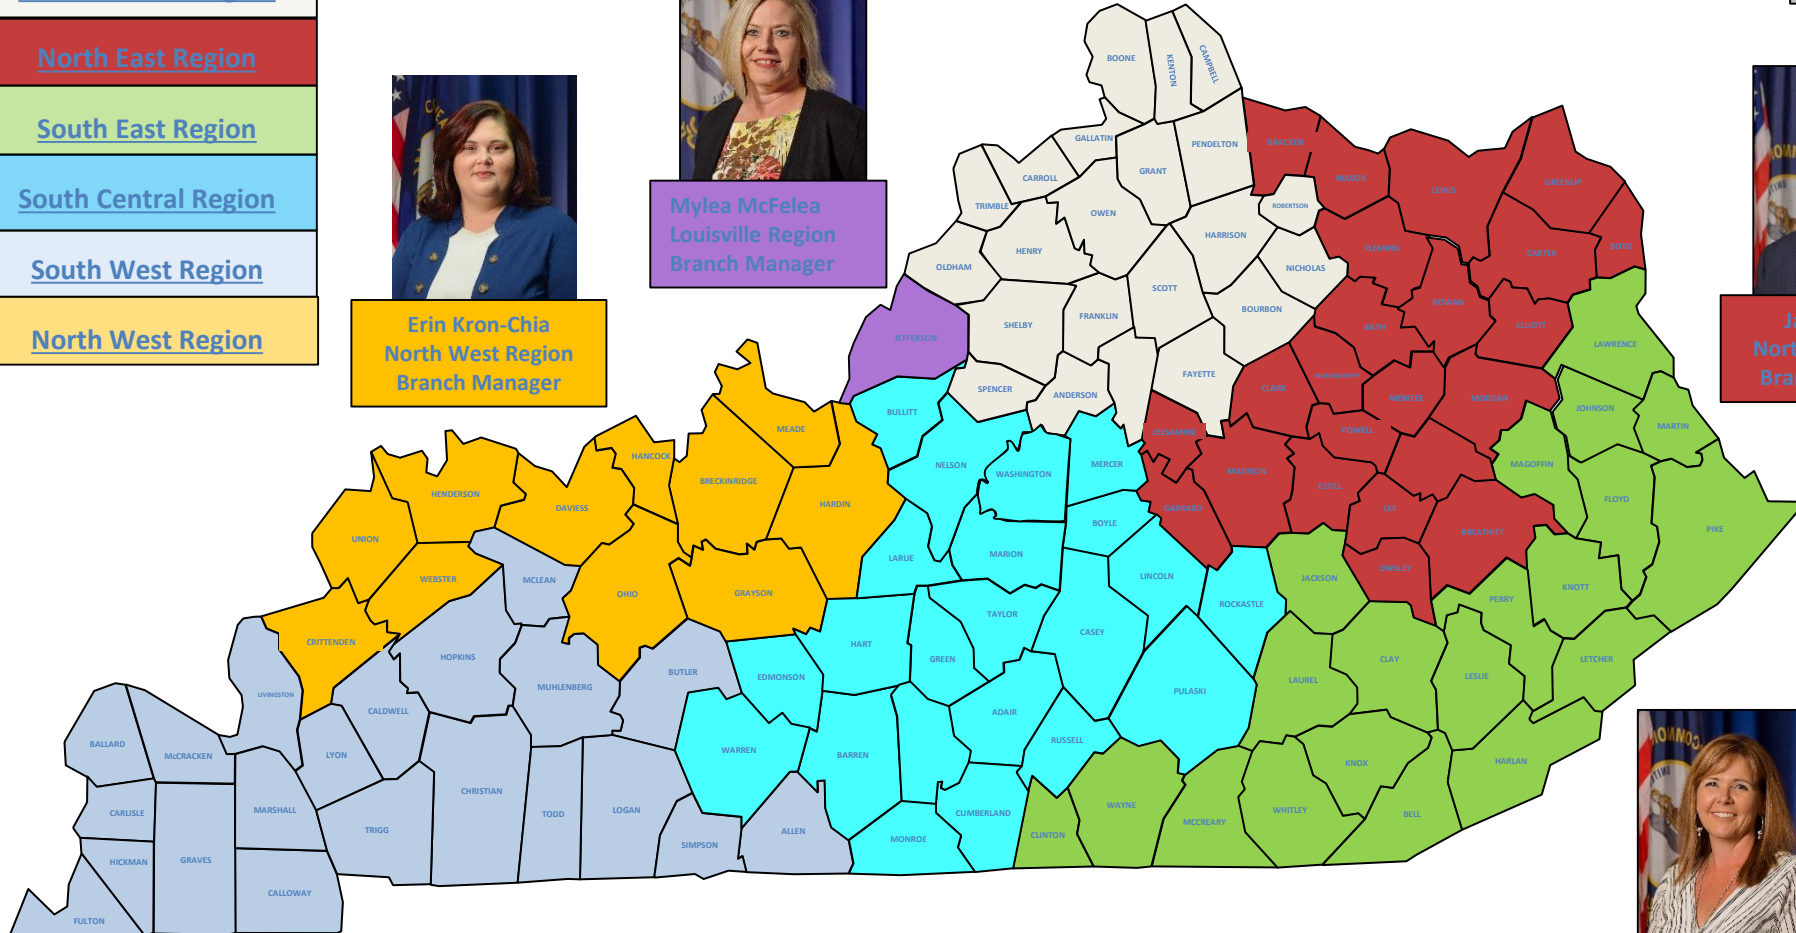 North East Region
South East Region
South Central Region
South West Region
North West Region
Erin Kron-Chia
North West Region
Branch Manager
Mylea McFelea
Louisville Region
Branch Manager
BOONE
KENTON
CAMPBELL
GALLATIN
PENDELTON
BRACKEN
CARROLL
GRANT
MASON
LEWIS
GREENUP
TRIMBLE
OWEN
ROBERTSON
HENRY
HARRISON
FLEMING
CARTER
BOYD
OLDHAM
NICHOLAS
SCOTT
ROWAN
SHELBY
FRANKLIN
BOURBON
BATH
ELLIOTT
JEFFERSON
LAWRENCE
SPENCER
ANDERSON
FAYETTE
CLARK
MONTGOMERY
MENIFEE
MORGAN
JOHNSON
MARTIN
BULLITT
MEADE
JESSAMINE
POWELL
HANCOCK
BRECKINRIDGE
NELSON
WASHINGTON
MERCER
MADISON
MAGOFFIN
HENDERSON
DAVIESS
HARDIN
GARRARD
ESTILL
LEE
FLOYD
PIKE
UNION
BOYLE
BREATHITT
LARUE
MARION
WEBSTER
MCLEAN
OHIO
GRAYSON
LINCOLN
JACKSON
OWSLEY
KNOTT
ROCKASTLE
PERRY
CRITTENDEN
HOPKINS
HART
TAYLOR
GREEN
CASEY
CLAY
LETCHER
LIVINGSTON
MUHLENBERG
BUTLER
EDMONSON
PULASKI
LAUREL
LESLIE
CALDWELL
ADAIR
BALLARD
McCRACKEN
LYON
WARREN
BARREN
RUSSELL
KNOX
HARLAN
CARLISLE
MARSHALL
CHRISTIAN
TODD
LOGAN
CUMBERLAND
WAYNE
MCCREARY
WHITLEY
BELL
TRIGG
ALLEN
MONROE
CLINTON
HICKMAN
GRAVES
SIMPSON
CALLOWAY
FULTON